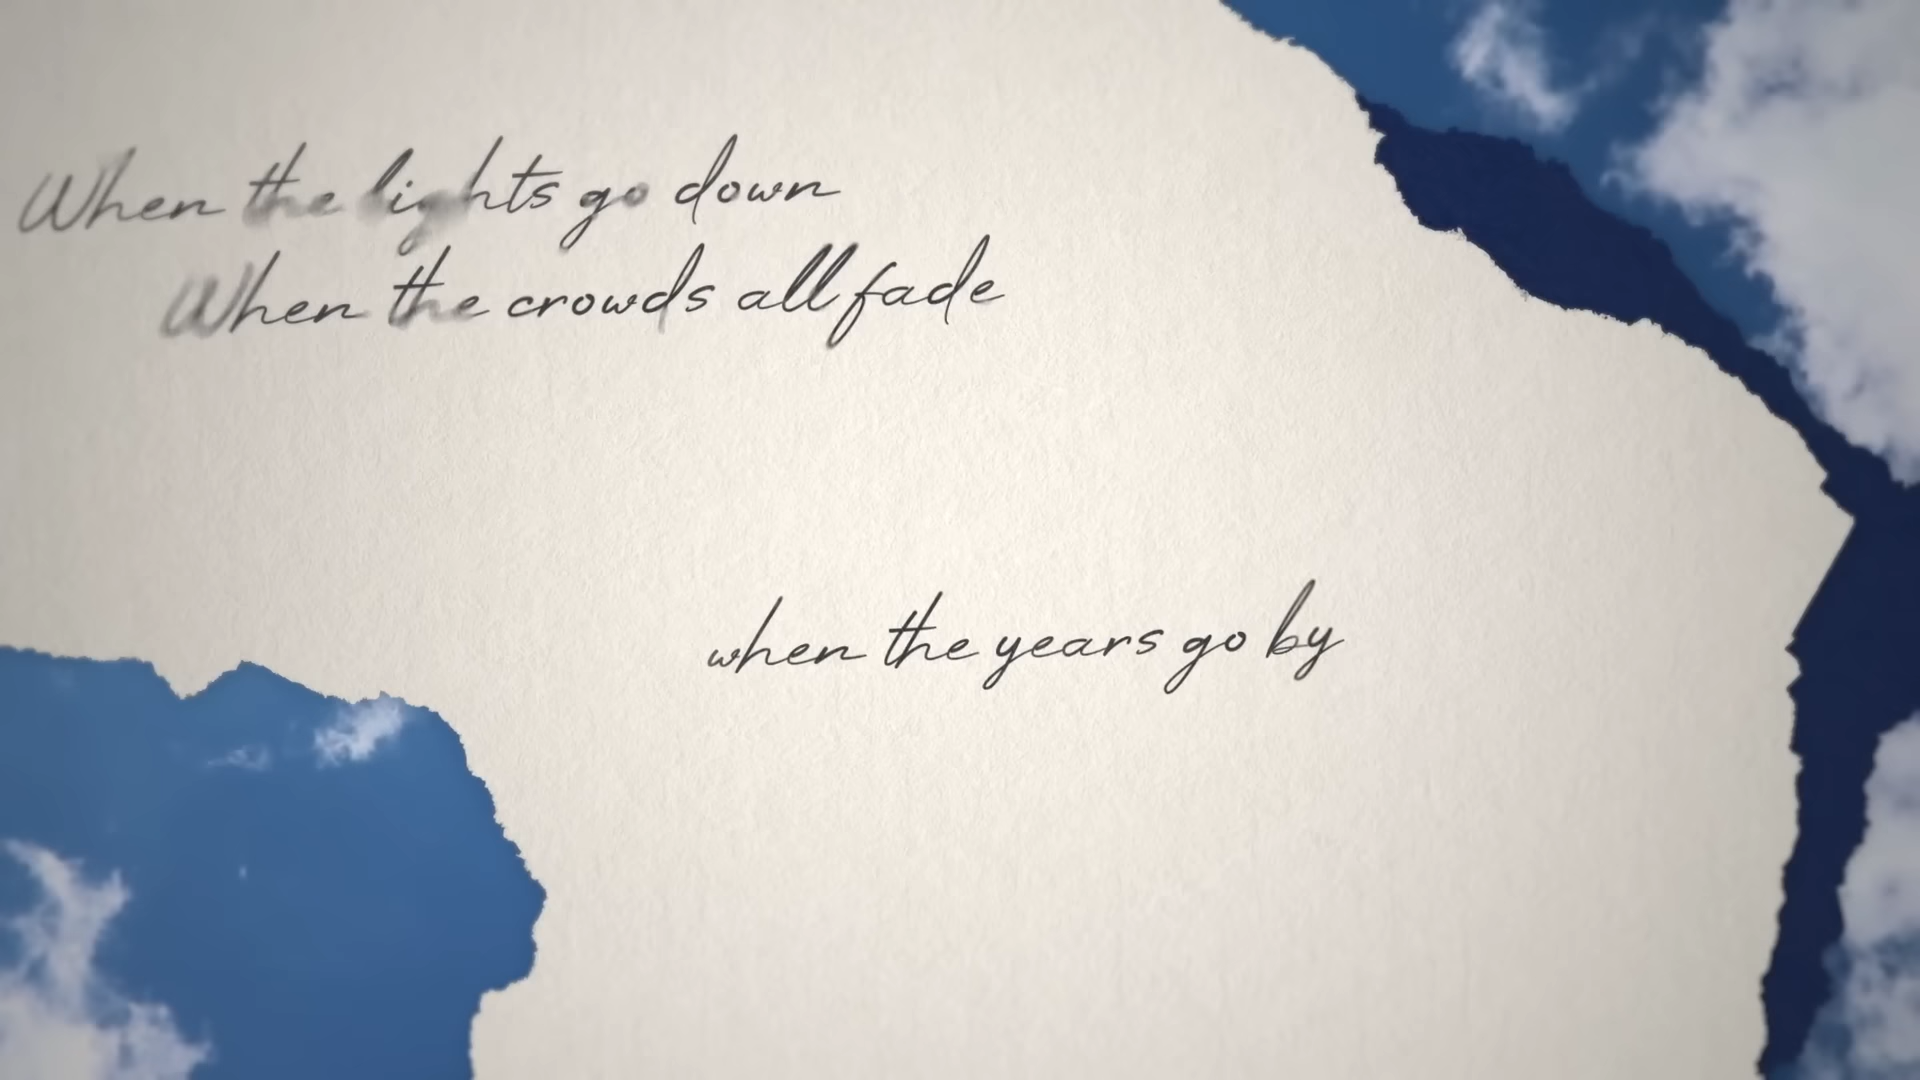 When the lights go down
When the crowds all fade
when the years go by